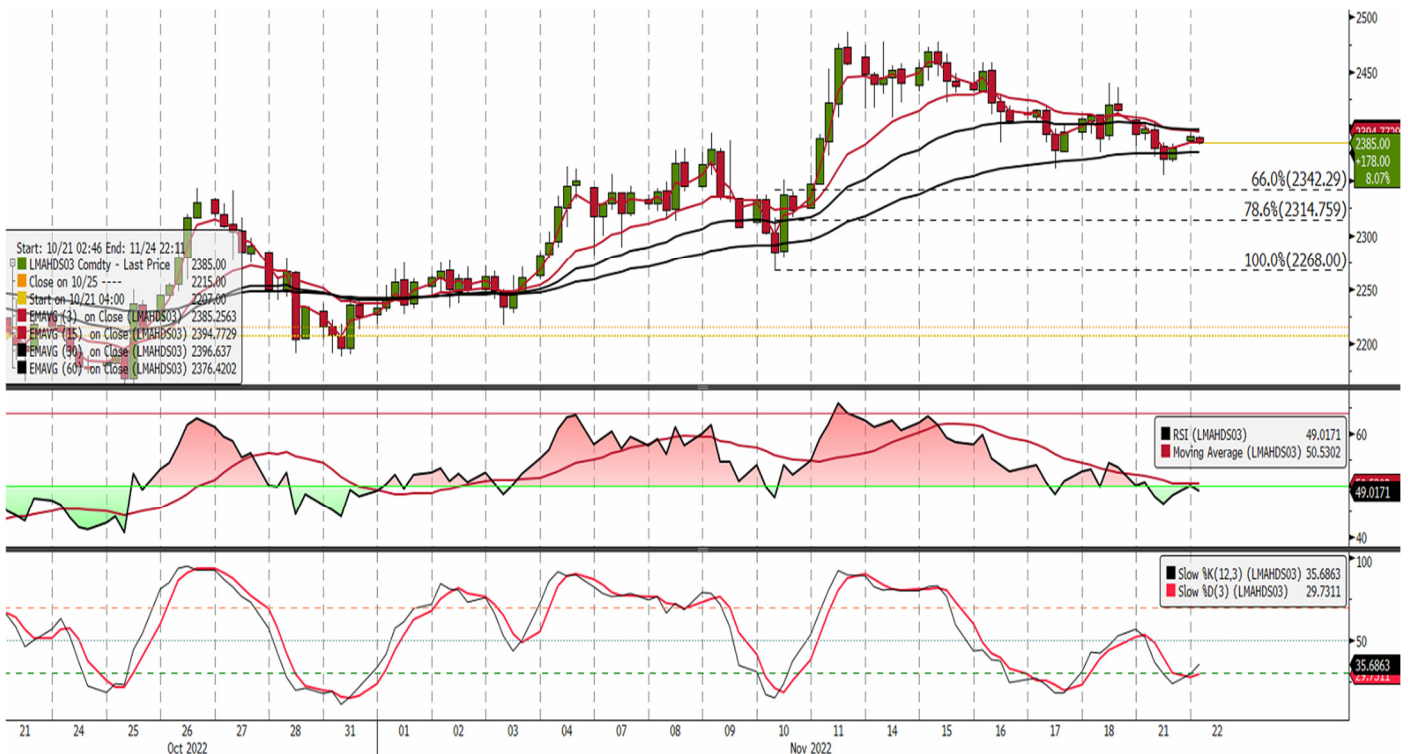 2500
2450
2394.7729
2385.00
+178.00
8.07%
66.0%(2342.29)
78.6%(2314.759)
2300
100.0%(2268.00)
2250
2200
Start: 10/21 02:46 End: 11/24 22:11
LMAHDS03 Comdty - Last Price 2385.00
Close on 10/25 ---- 2215.00
Start on 10/21 04:00 2207.00
EMAVG (3) on Close (LMAHDS03) 2385.2563
EMAVG (15) on Close (LMAHDS03) 2394.7729
EMAVG (30) on Close (LMAHDS03) 2396.637
EMAVG (60) on Close (LMAHDS03) 2376.4202
RSI (LMAHDS03) 49.0171
Moving Average (LMAHDS03) 50.5302
60
49.0171
40
Slow %K(12,3) (LMAHDS03) 35.6863
Slow %D(3) (LMAHDS03) 29.7311
100
50
35.6863
29.7311
21 24 25 26 27 28 31 01 02 03 04 07 08 09 10 11 14 15 16 17 18 21 22
Oct 2022 Nov 2022